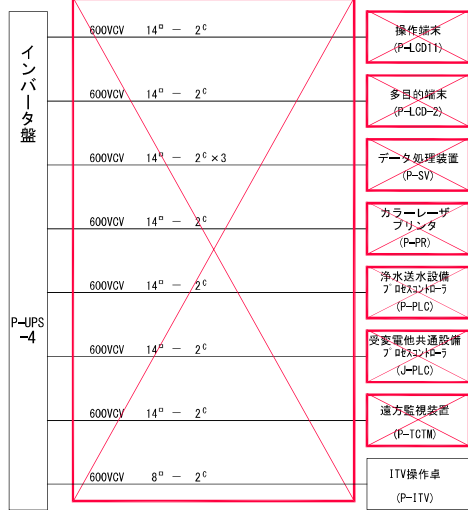 インバータ盤
P-UPS
-4
600VCV 14□ － 2C
操作端末
(P-LCD11)
600VCV 14□ － 2C
多目的端末
(P-LCD-2)
600VCV 14□ － 2C×3
データ処理装置
(P-SV)
600VCV 14□ － 2C
カラーレーザ
プリンタ
(P-PR)
600VCV 14□ － 2C
浄水送水設備
プロセスコントローラ
(P-PLC)
600VCV 14□ － 2C
受変電他共通設備
プロセスコントローラ
(J-PLC)
600VCV 14□ － 2C
遠方監視装置
(P-TCTM)
600VCV 8□ － 2C
ITV操作卓
(P-ITV)